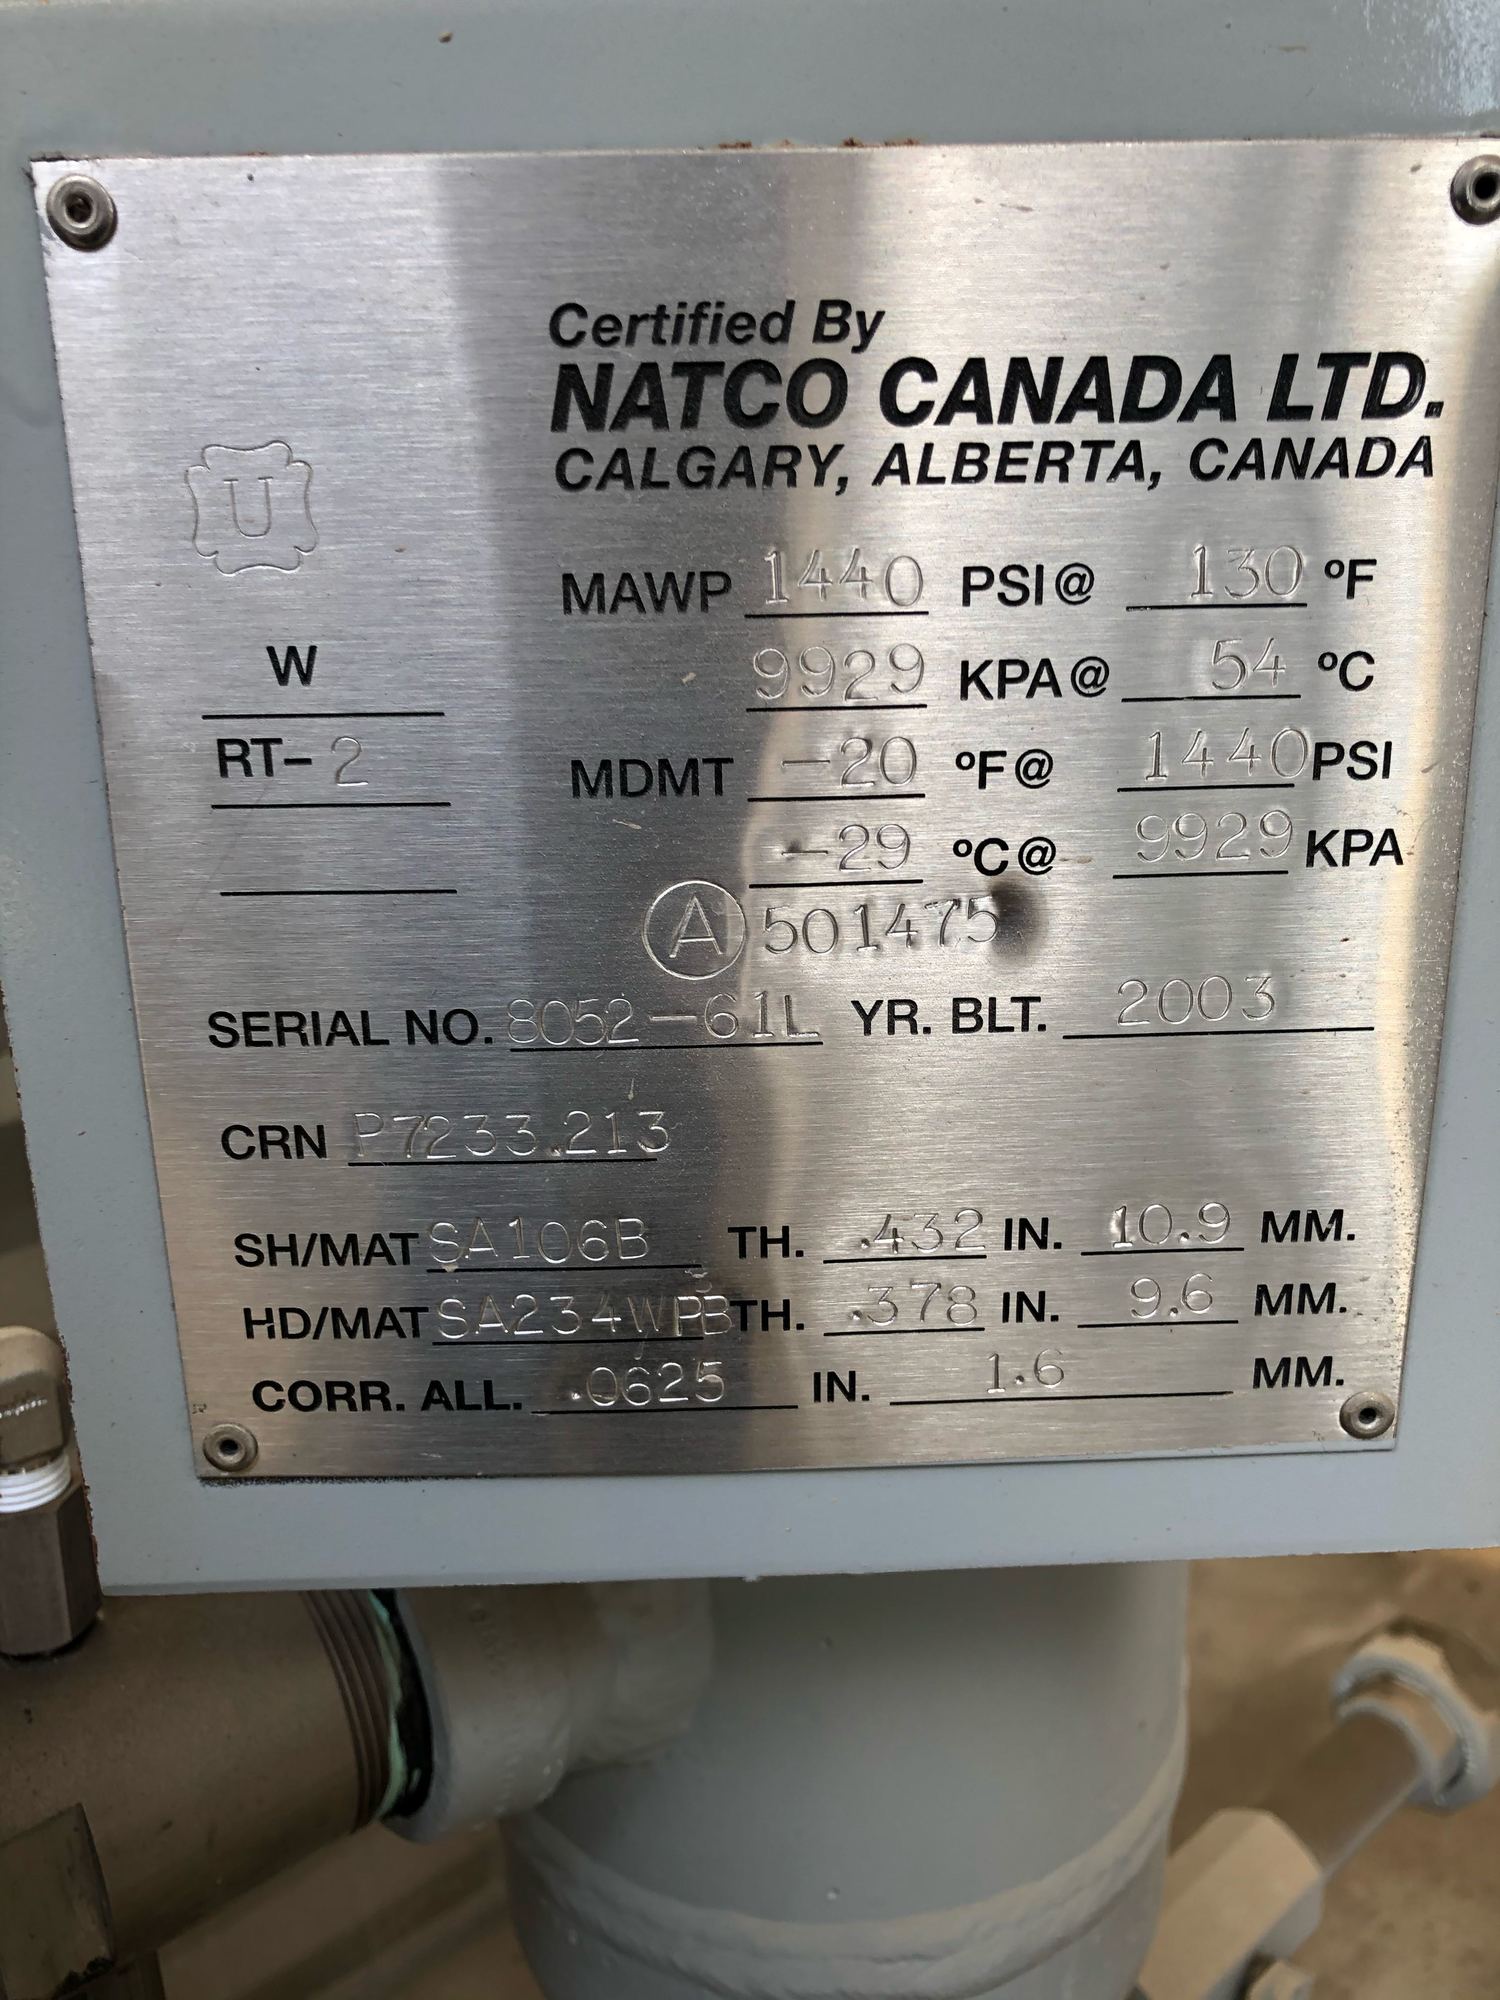 Certified By
NATCO CANADA LTD.
CALGARY, ALBERTA, CANADA
U
MAWP 1440 PSI@ 130 ºF
W
9929 KPA@ 54 ºC
RT-2
MDMT -20 ºF@ 1440 PSI
-29 ºC@ 9929 KPA
A 501475
SERIAL NO. 8052-61L YR. BLT. 2003
CRN P7233.213
SH/MAT SA106B TH. .432 IN. 10.9 MM.
HD/MAT SA234WPB TH. .378 IN. 9.6 MM.
CORR. ALL. .0625 IN. 1.6 MM.